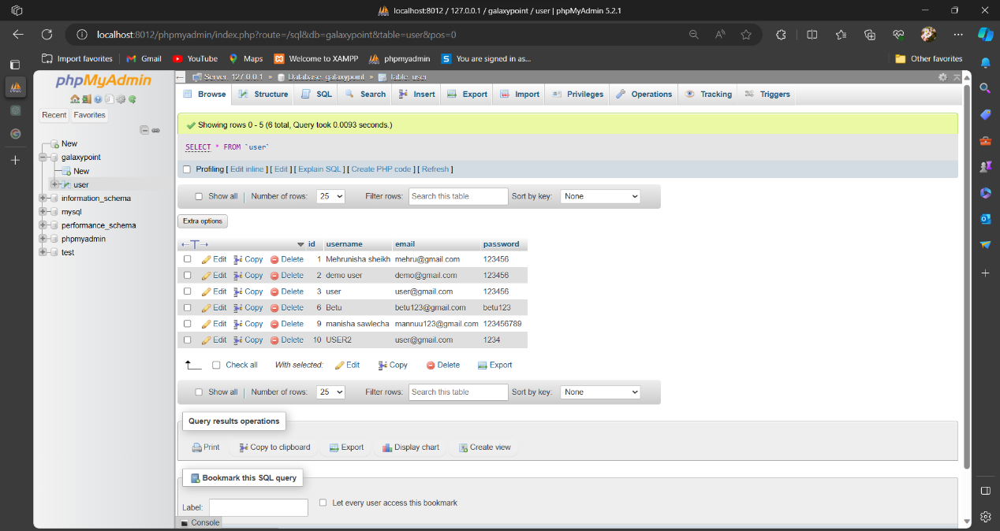 localhost:8012 / 127.0.0.1 / galaxypoint / user | phpMyAdmin 5.2.1
localhost:8012/phpmyadmin/index.php?route=/sql&db=galaxypoint&table=user&pos=0
Import favorites Gmail YouTube Maps Welcome to XAMPP phpmyadmin You are signed in as... Other favorites
phpMyAdmin
Recent Favorites
New
galaxypoint
New
user
information_schema
mysql
performance_schema
phpmyadmin
test
Server: 127.0.0.1 » Database: galaxypoint » Table: user
Browse Structure SQL Search Insert Export Import Privileges Operations Tracking Triggers
Showing rows 0 - 5 (6 total, Query took 0.0093 seconds.)
SELECT * FROM `user`
Profiling [ Edit inline ] [ Edit ] [ Explain SQL ] [ Create PHP code ] [ Refresh ]
Show all | Number of rows: 25 Filter rows: Search this table Sort by key: None
Extra options
←T→ id username email password
Edit Copy Delete 1 Mehrunisha sheikh mehru@gmail.com 123456
Edit Copy Delete 2 demo user demo@gmail.com 123456
Edit Copy Delete 3 user user@gmail.com 123456
Edit Copy Delete 6 Betu betu123@gmail.com betu123
Edit Copy Delete 9 manisha sawlecha mannuu123@gmail.com 123456789
Edit Copy Delete 10 USER2 user@gmail.com 1234
Check all With selected: Edit Copy Delete Export
Show all | Number of rows: 25 Filter rows: Search this table Sort by key: None
Query results operations
Print Copy to clipboard Export Display chart Create view
Bookmark this SQL query
Label: Let every user access this bookmark
Console